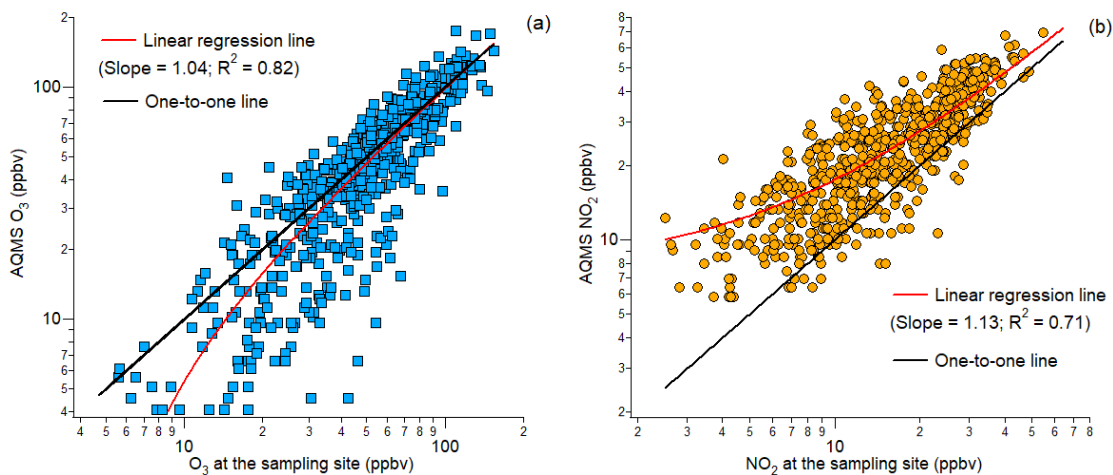 (a)
2
100
8
7
6
5
4
3
2
10
8
7
6
5
4
AQMS O₃ (ppbv)
Linear regression line
(Slope = 1.04; R² = 0.82)
One-to-one line
4 5 6 7 8 10 2 3 4 5 6 7 8 100 2
O₃ at the sampling site (ppbv)
(b)
8
7
6
5
4
3
2
10
8
7
6
5
4
3
2
AQMS NO₂ (ppbv)
Linear regression line
(Slope = 1.13; R² = 0.71)
One-to-one line
2 3 4 5 6 7 8 10 2 3 4 5 6 7 8
NO₂ at the sampling site (ppbv)